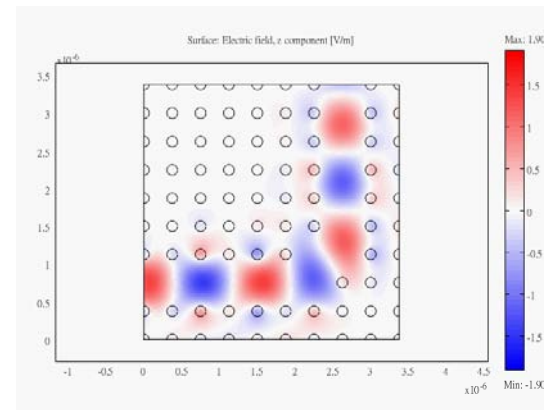 Surface: Electric field, z component [V/m]
Max: 1.90
x10^-6
3.5
3
2.5
2
1.5
1
0.5
0
-1 -0.5 0 0.5 1 1.5 2 2.5 3 3.5 4 4.5
x10^-6
1.5
1
0.5
0
-0.5
-1
-1.5
Min: -1.90